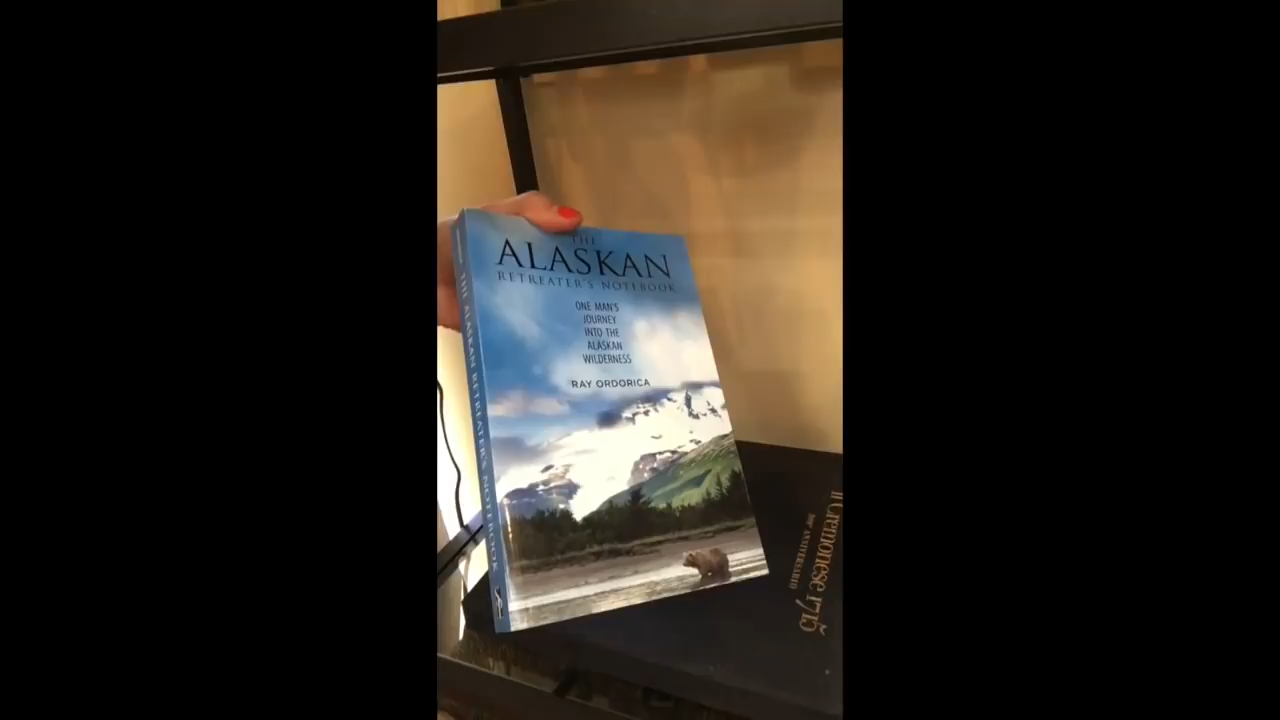 THE
ALASKAN
RETREATER'S NOTEBOOK
ONE MAN'S
JOURNEY
INTO THE
ALASKAN
WILDERNESS
RAY ORDORICA
THE ALASKAN RETREATER'S NOTEBOOK
il Cremonese 1715
300º ANNIVERSARIO